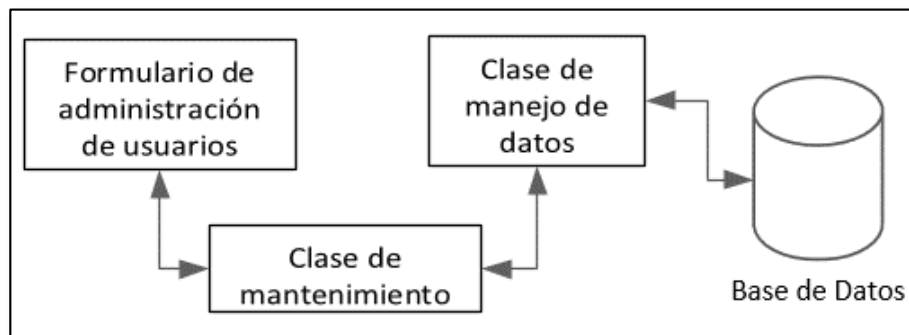 Formulario de
administración
de usuarios
Clase de
manejo de
datos
Clase de
mantenimiento
Base de Datos